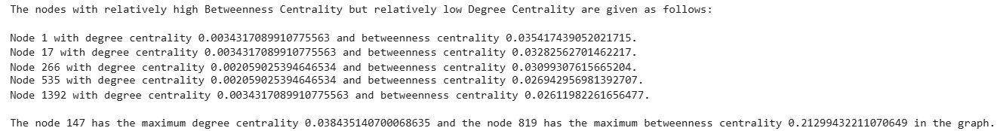 The nodes with relatively high Betweenness Centrality but relatively low Degree Centrality are given as follows:
Node 1 with degree centrality 0.0034317089910775563 and betweenness centrality 0.035417439052021715.
Node 17 with degree centrality 0.0034317089910775563 and betweenness centrality 0.03282562701462217.
Node 266 with degree centrality 0.002059025394646534 and betweenness centrality 0.03099307615665204.
Node 535 with degree centrality 0.002059025394646534 and betweenness centrality 0.026942956981392707.
Node 1392 with degree centrality 0.0034317089910775563 and betweenness centrality 0.02611982261656477.
The node 147 has the maximum degree centrality 0.038435140700068635 and the node 819 has the maximum betweenness centrality 0.21299432211070649 in the graph.